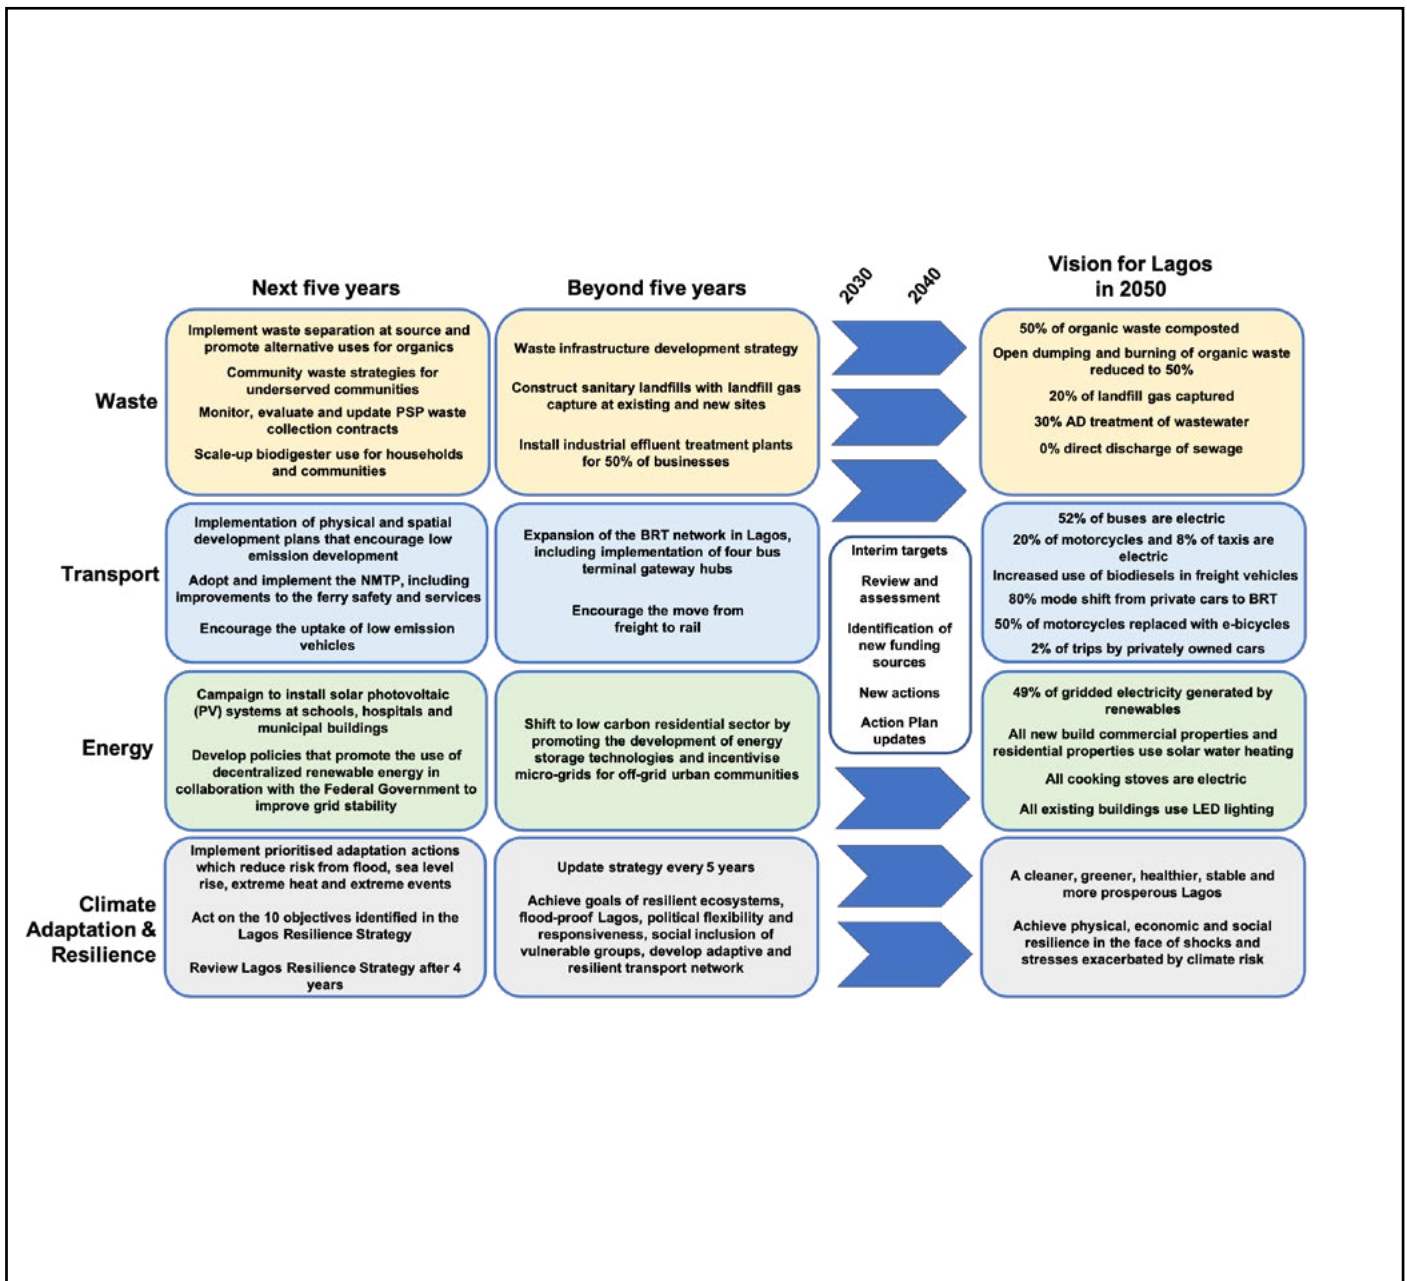 Next five years
Beyond five years
2030
2040
Vision for Lagos
in 2050
Waste
Implement waste separation at source and
promote alternative uses for organics
Community waste strategies for
underserved communities
Monitor, evaluate and update PSP waste
collection contracts
Scale-up biodigester use for households
and communities
Waste infrastructure development strategy
Construct sanitary landfills with landfill gas
capture at existing and new sites
Install industrial effluent treatment plants
for 50% of businesses
50% of organic waste composted
Open dumping and burning of organic waste
reduced to 50%
20% of landfill gas captured
30% AD treatment of wastewater
0% direct discharge of sewage
Transport
Implementation of physical and spatial
development plans that encourage low
emission development
Adopt and implement the NMTP, including
improvements to the ferry safety and services
Encourage the uptake of low emission
vehicles
Expansion of the BRT network in Lagos,
including implementation of four bus
terminal gateway hubs
Encourage the move from
freight to rail
Interim targets
Review and
assessment
Identification of
new funding
sources
New actions
Action Plan
updates
52% of buses are electric
20% of motorcycles and 8% of taxis are
electric
Increased use of biodiesels in freight vehicles
80% mode shift from private cars to BRT
50% of motorcycles replaced with e-bicycles
2% of trips by privately owned cars
Energy
Campaign to install solar photovoltaic
(PV) systems at schools, hospitals and
municipal buildings
Develop policies that promote the use of
decentralized renewable energy in
collaboration with the Federal Government to
improve grid stability
Shift to low carbon residential sector by
promoting the development of energy
storage technologies and incentivise
micro-grids for off-grid urban communities
49% of gridded electricity generated by
renewables
All new build commercial properties and
residential properties use solar water heating
All cooking stoves are electric
All existing buildings use LED lighting
Climate
Adaptation &
Resilience
Implement prioritised adaptation actions
which reduce risk from flood, sea level
rise, extreme heat and extreme events
Act on the 10 objectives identified in the
Lagos Resilience Strategy
Review Lagos Resilience Strategy after 4
years
Update strategy every 5 years
Achieve goals of resilient ecosystems,
flood-proof Lagos, political flexibility and
responsiveness, social inclusion of
vulnerable groups, develop adaptive and
resilient transport network
A cleaner, greener, healthier, stable and
more prosperous Lagos
Achieve physical, economic and social
resilience in the face of shocks and
stresses exacerbated by climate risk